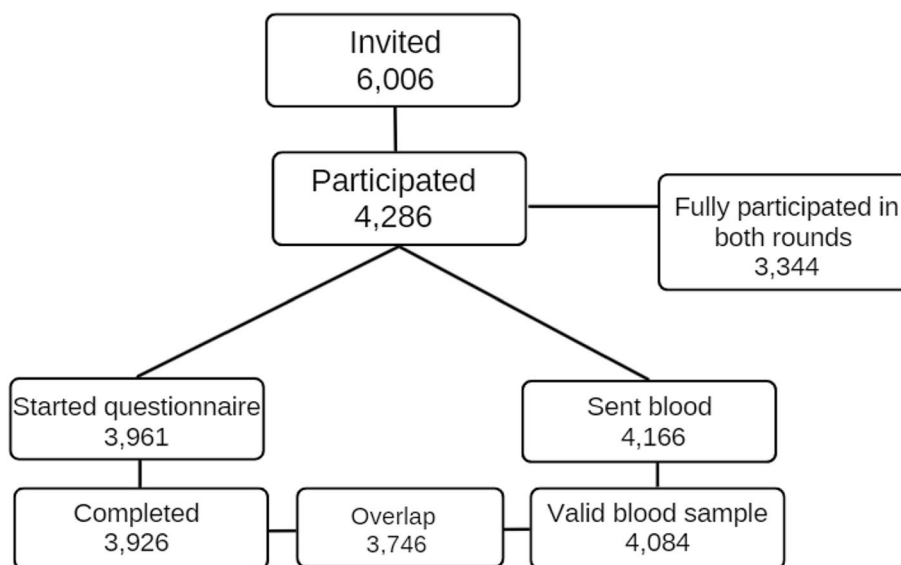 Invited
6,006
Participated
4,286
Fully participated in
both rounds
3,344
Started questionnaire
3,961
Sent blood
4,166
Completed
3,926
Overlap
3,746
Valid blood sample
4,084